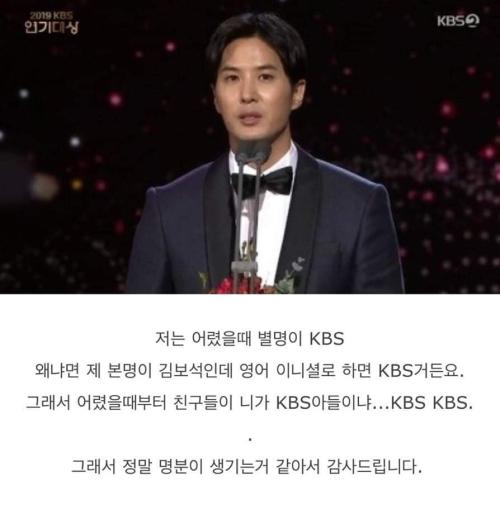 2019 KBS
연기대상
KBS2
저는 어렸을때 별명이 KBS
왜냐면 제 본명이 김보석인데 영어 이니셜로 하면 KBS거든요.
그래서 어렸을때부터 친구들이 니가 KBS아들이냐...KBS KBS.
.
그래서 정말 명분이 생기는거 같아서 감사드립니다.